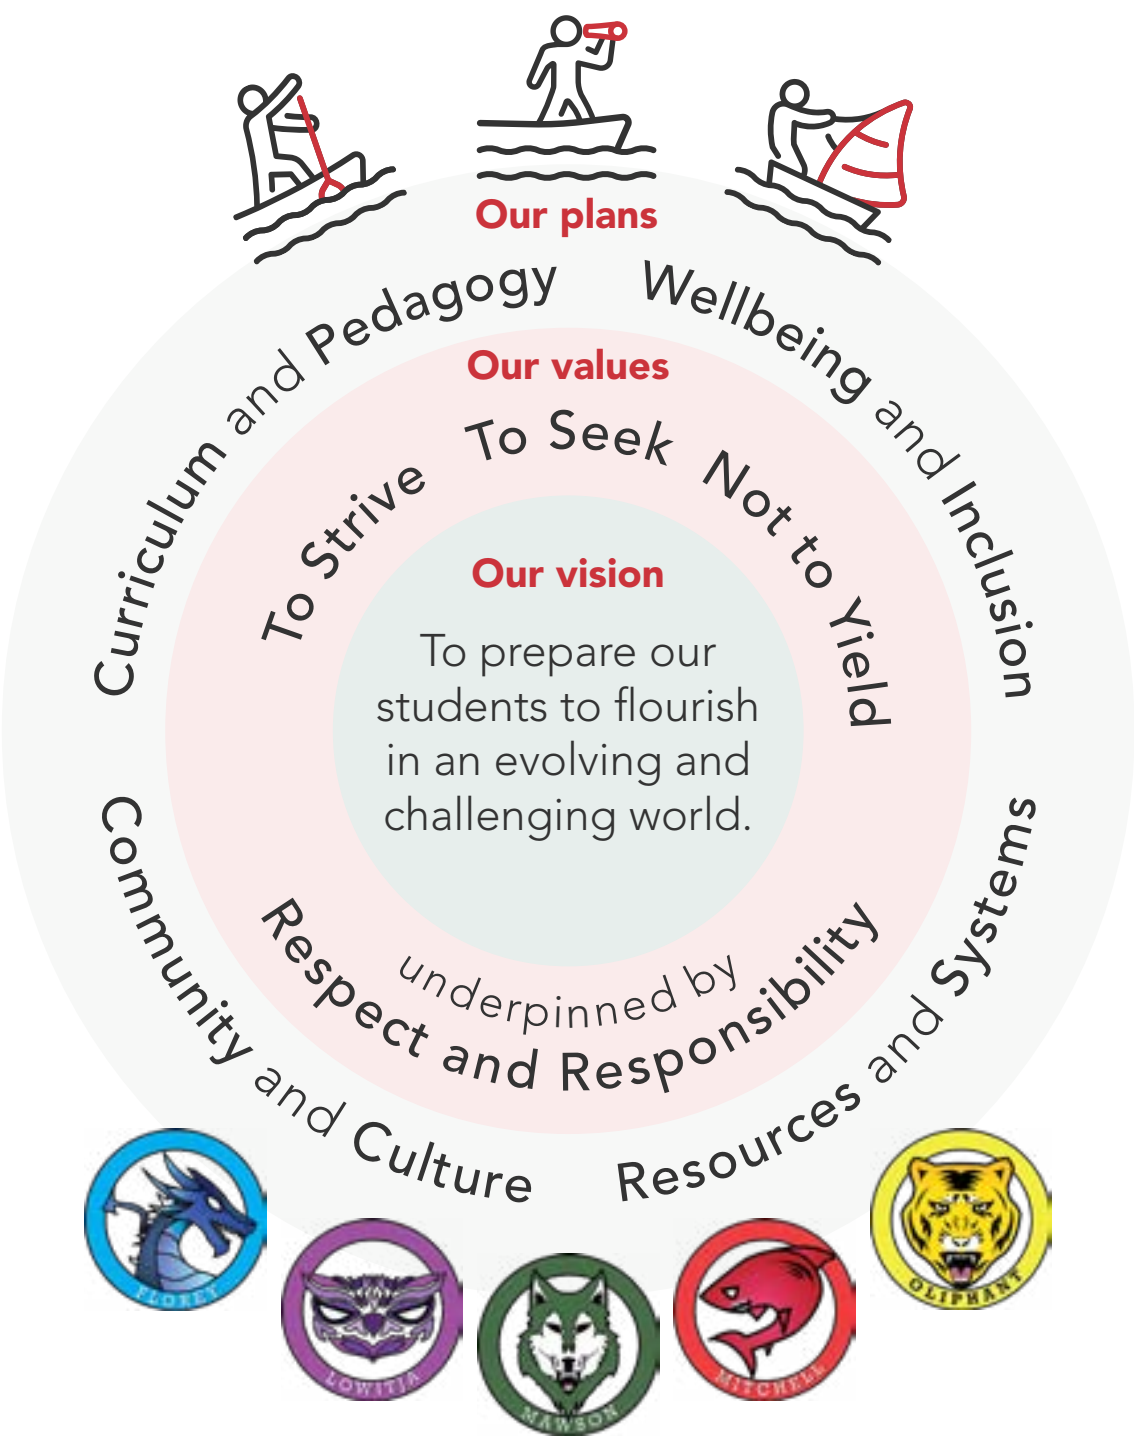 Our plans
Curriculum and Pedagogy
Wellbeing and Inclusion
Our values
To Strive
To Seek
Not to Yield
Our vision
To prepare our
students to flourish
in an evolving and
challenging world.
underpinned by
Respect and Responsibility
Community and Culture
Resources and Systems
FLOREY
LOWITJA
MAWSON
MITCHELL
OLIPHANT